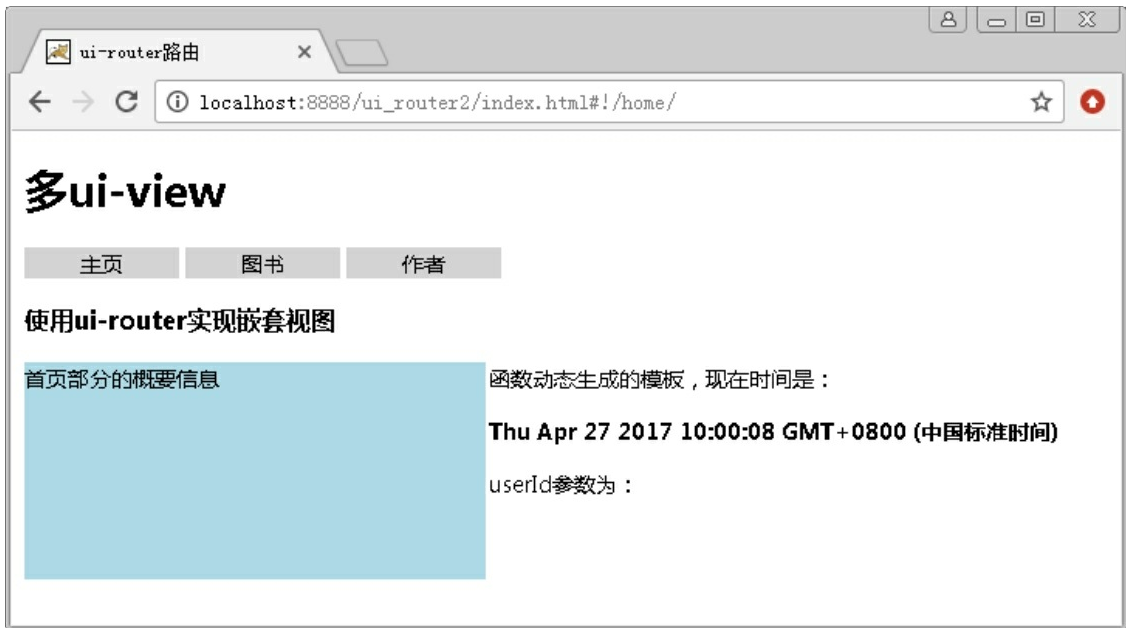 ui-router路由
localhost:8888/ui_router2/index.html#!/home/
多ui-view
主页 图书 作者
使用ui-router实现嵌套视图
首页部分的概要信息
函数动态生成的模板，现在时间是：
Thu Apr 27 2017 10:00:08 GMT+0800 (中国标准时间)
userId参数为：